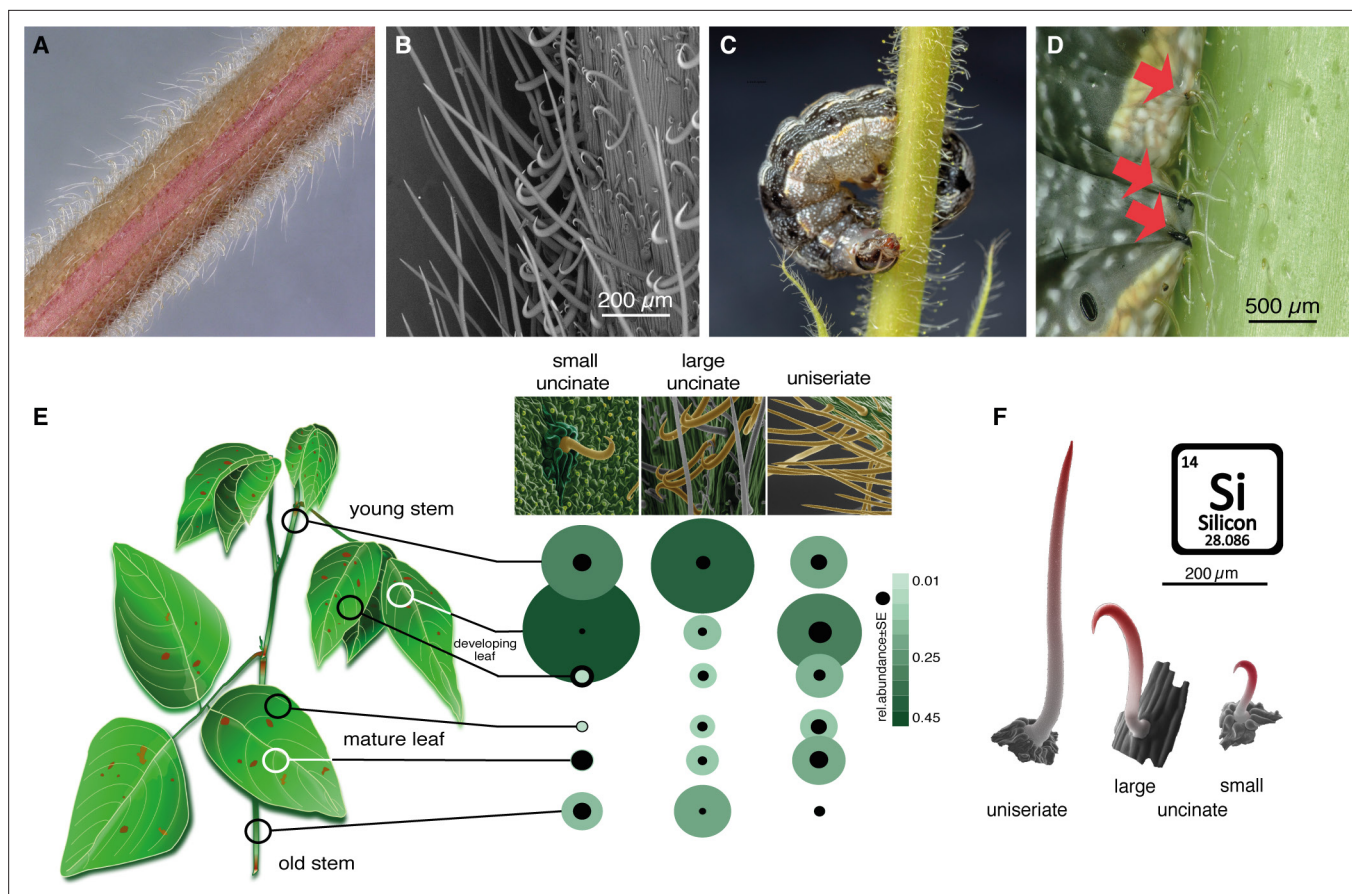 A
B
200 µm
C
D
500 µm
E
small
uncinate
large
uncinate
uniseriate
young stem
developing
leaf
mature leaf
old stem
rel.abundance±SE
0.01
0.25
0.45
F
14
Si
Silicon
28.086
200 µm
uniseriate
large
small
uncinate